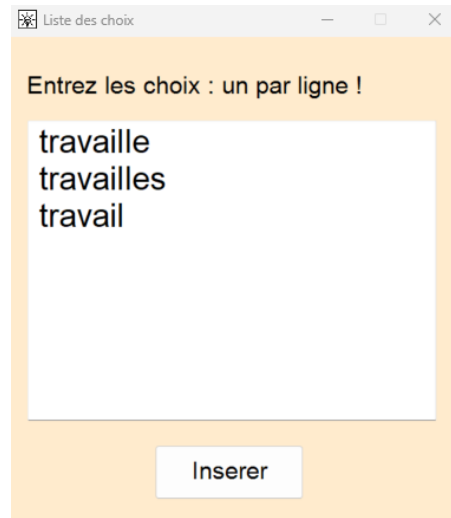 Liste des choix
Entrez les choix : un par ligne !
travaille
travailles
travail
Inserer